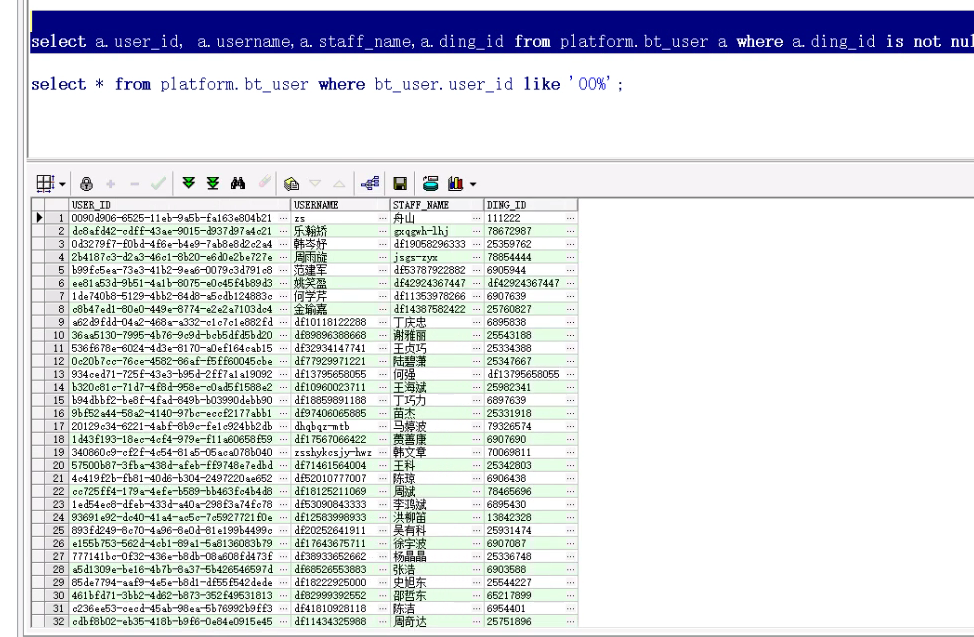 select a.user_id, a.username,a.staff_name,a.ding_id from platform.bt_user a where a.ding_id is not nul
select * from platform.bt_user where bt_user.user_id like '00%';
USER_ID USERNAME STAFF_NAME DING_ID
1 0090d906-6525-11eb-9a5b-fa163e804b21 ··· zs ··· 舟山 ··· 111222 ···
2 dc8afd42-cdff-43ae-9015-d937d97a4c21 ··· 乐瀚矫 ··· gxqgwh-lhj ··· 78672987 ···
3 0d3279f7-f0bd-4f6e-b4e9-7ab8e8d2c2a4 ··· 韩岑妤 ··· df19058296333 ··· 25359762 ···
4 2b4187c3-d2a3-46c1-8b20-e6d0e2be727e ··· 周雨旋 ··· jsgs-zyx ··· 78854444 ···
5 b99fc5ea-73e3-41b2-9ea6-0079c3d791c8 ··· 范建军 ··· df53787922882 ··· 6905944 ···
6 ee81a53d-9b51-4a1b-8075-e0c45f4b89d3 ··· 姚笑盈 ··· df42924367447 ··· df42924367447 ···
7 1de740b8-5129-4bb2-84d8-a5cdb124883c ··· 何学芹 ··· df11353978266 ··· 6907639 ···
8 c8b47ed1-80e0-449e-8774-e2e2a7103dc4 ··· 金瑜嘉 ··· df14387582422 ··· 25760827 ···
9 a62d9fdd-04a2-468a-a332-c1c7c1e882fd ··· df10118122288 ··· 丁庆忠 ··· 6895838 ···
10 36aa5130-7995-4b76-9c9d-bcb5dfd5bd20 ··· df89896388668 ··· 谢雅丽 ··· 25543188 ···
11 536f678e-6024-4d3e-8170-a0ef164cab15 ··· df32934147741 ··· 王贞巧 ··· 25334388 ···
12 0c20b7cc-76ce-4582-86af-f5ff60045cbe ··· df77929971221 ··· 陆碧潇 ··· 25347667 ···
13 934ced71-725f-43e3-b95d-2ff7a1a19092 ··· df13795658055 ··· 何强 ··· df13795658055 ···
14 b320c81c-71d7-4f8d-958e-c0ad5f1588e2 ··· df10960023711 ··· 王海斌 ··· 25982341 ···
15 b94dbbf2-be8f-4fad-849b-b03990debb90 ··· df18859891188 ··· 丁巧力 ··· 6897639 ···
16 9bf52a44-58a2-4140-97bc-eccf2177abb1 ··· df97406065885 ··· 苗杰 ··· 25331918 ···
17 20129c34-6221-4abf-8b9c-fe1c924bb2db ··· dhqbqz-mtb ··· 马婷波 ··· 79326574 ···
18 1d43f193-18ec-4cf4-979e-f11a60658f59 ··· df17567066422 ··· 黄善康 ··· 6907690 ···
19 340860c9-cf2f-4c54-81a5-05aca078b040 ··· zsshykcsjy-hwz ··· 韩文章 ··· 70069811 ···
20 57500b87-3fba-438d-afeb-ff9748e7edbd ··· df71461564004 ··· 王科 ··· 25342803 ···
21 4c419f2b-fb81-40d6-b304-2497220ae652 ··· df52010777007 ··· 陈琼 ··· 6906438 ···
22 cc725ff4-179a-4efe-b589-bb463fc4b4d8 ··· df18125211069 ··· 周斌 ··· 78465696 ···
23 1ed54ec8-dfeb-433d-a40a-298f3a74fc78 ··· df53090843333 ··· 李鸿斌 ··· 6895430 ···
24 93691e92-dc40-41a4-ac5c-7c5927721f0e ··· df12583998933 ··· 洪柳苗 ··· 13842328 ···
25 893fd249-8c70-4a96-8e0d-81e199b4499c ··· df20252641911 ··· 吴有科 ··· 25931474 ···
26 e155b753-562d-4cb1-89a1-5a8136083b79 ··· df17643675711 ··· 徐宇波 ··· 6907087 ···
27 777141bc-0f32-436e-b8db-08a608fd473f ··· df38933652662 ··· 杨晶晶 ··· 25336748 ···
28 a5d1309e-be16-4b7b-8a37-5b426546597d ··· df68526553883 ··· 张浩 ··· 6903588 ···
29 85de7794-aaf9-4e5e-b8d1-df55f542dede ··· df18222925000 ··· 史旭东 ··· 25544227 ···
30 461bfd71-3bb2-4d62-b873-352f49531813 ··· df82999392552 ··· 邵哲东 ··· 65217899 ···
31 c236ee53-cecd-45ab-98ea-5b76992b9ff3 ··· df41810928118 ··· 陈洁 ··· 6954401 ···
32 cdbf8b02-eb35-418b-b9f6-0e84e0915e45 ··· df11434325988 ··· 周奇达 ··· 25751896 ···